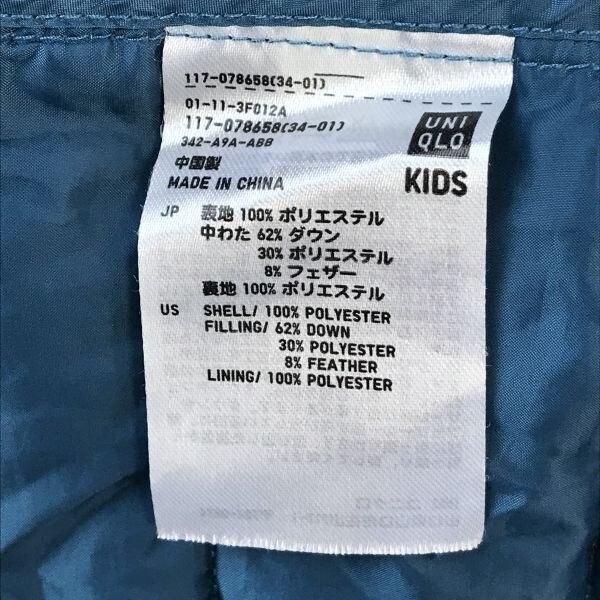 117-078658(34-01)
01-11-3F012A
117-078658(34-01)
342-A9A-ABB
中国製
MADE IN CHINA
UNI
QLO
KIDS
JP 表地 100% ポリエステル
中わた 62% ダウン
30% ポリエステル
8% フェザー
裏地 100% ポリエステル
US SHELL/ 100% POLYESTER
FILLING/ 62% DOWN
30% POLYESTER
8% FEATHER
LINING/ 100% POLYESTER